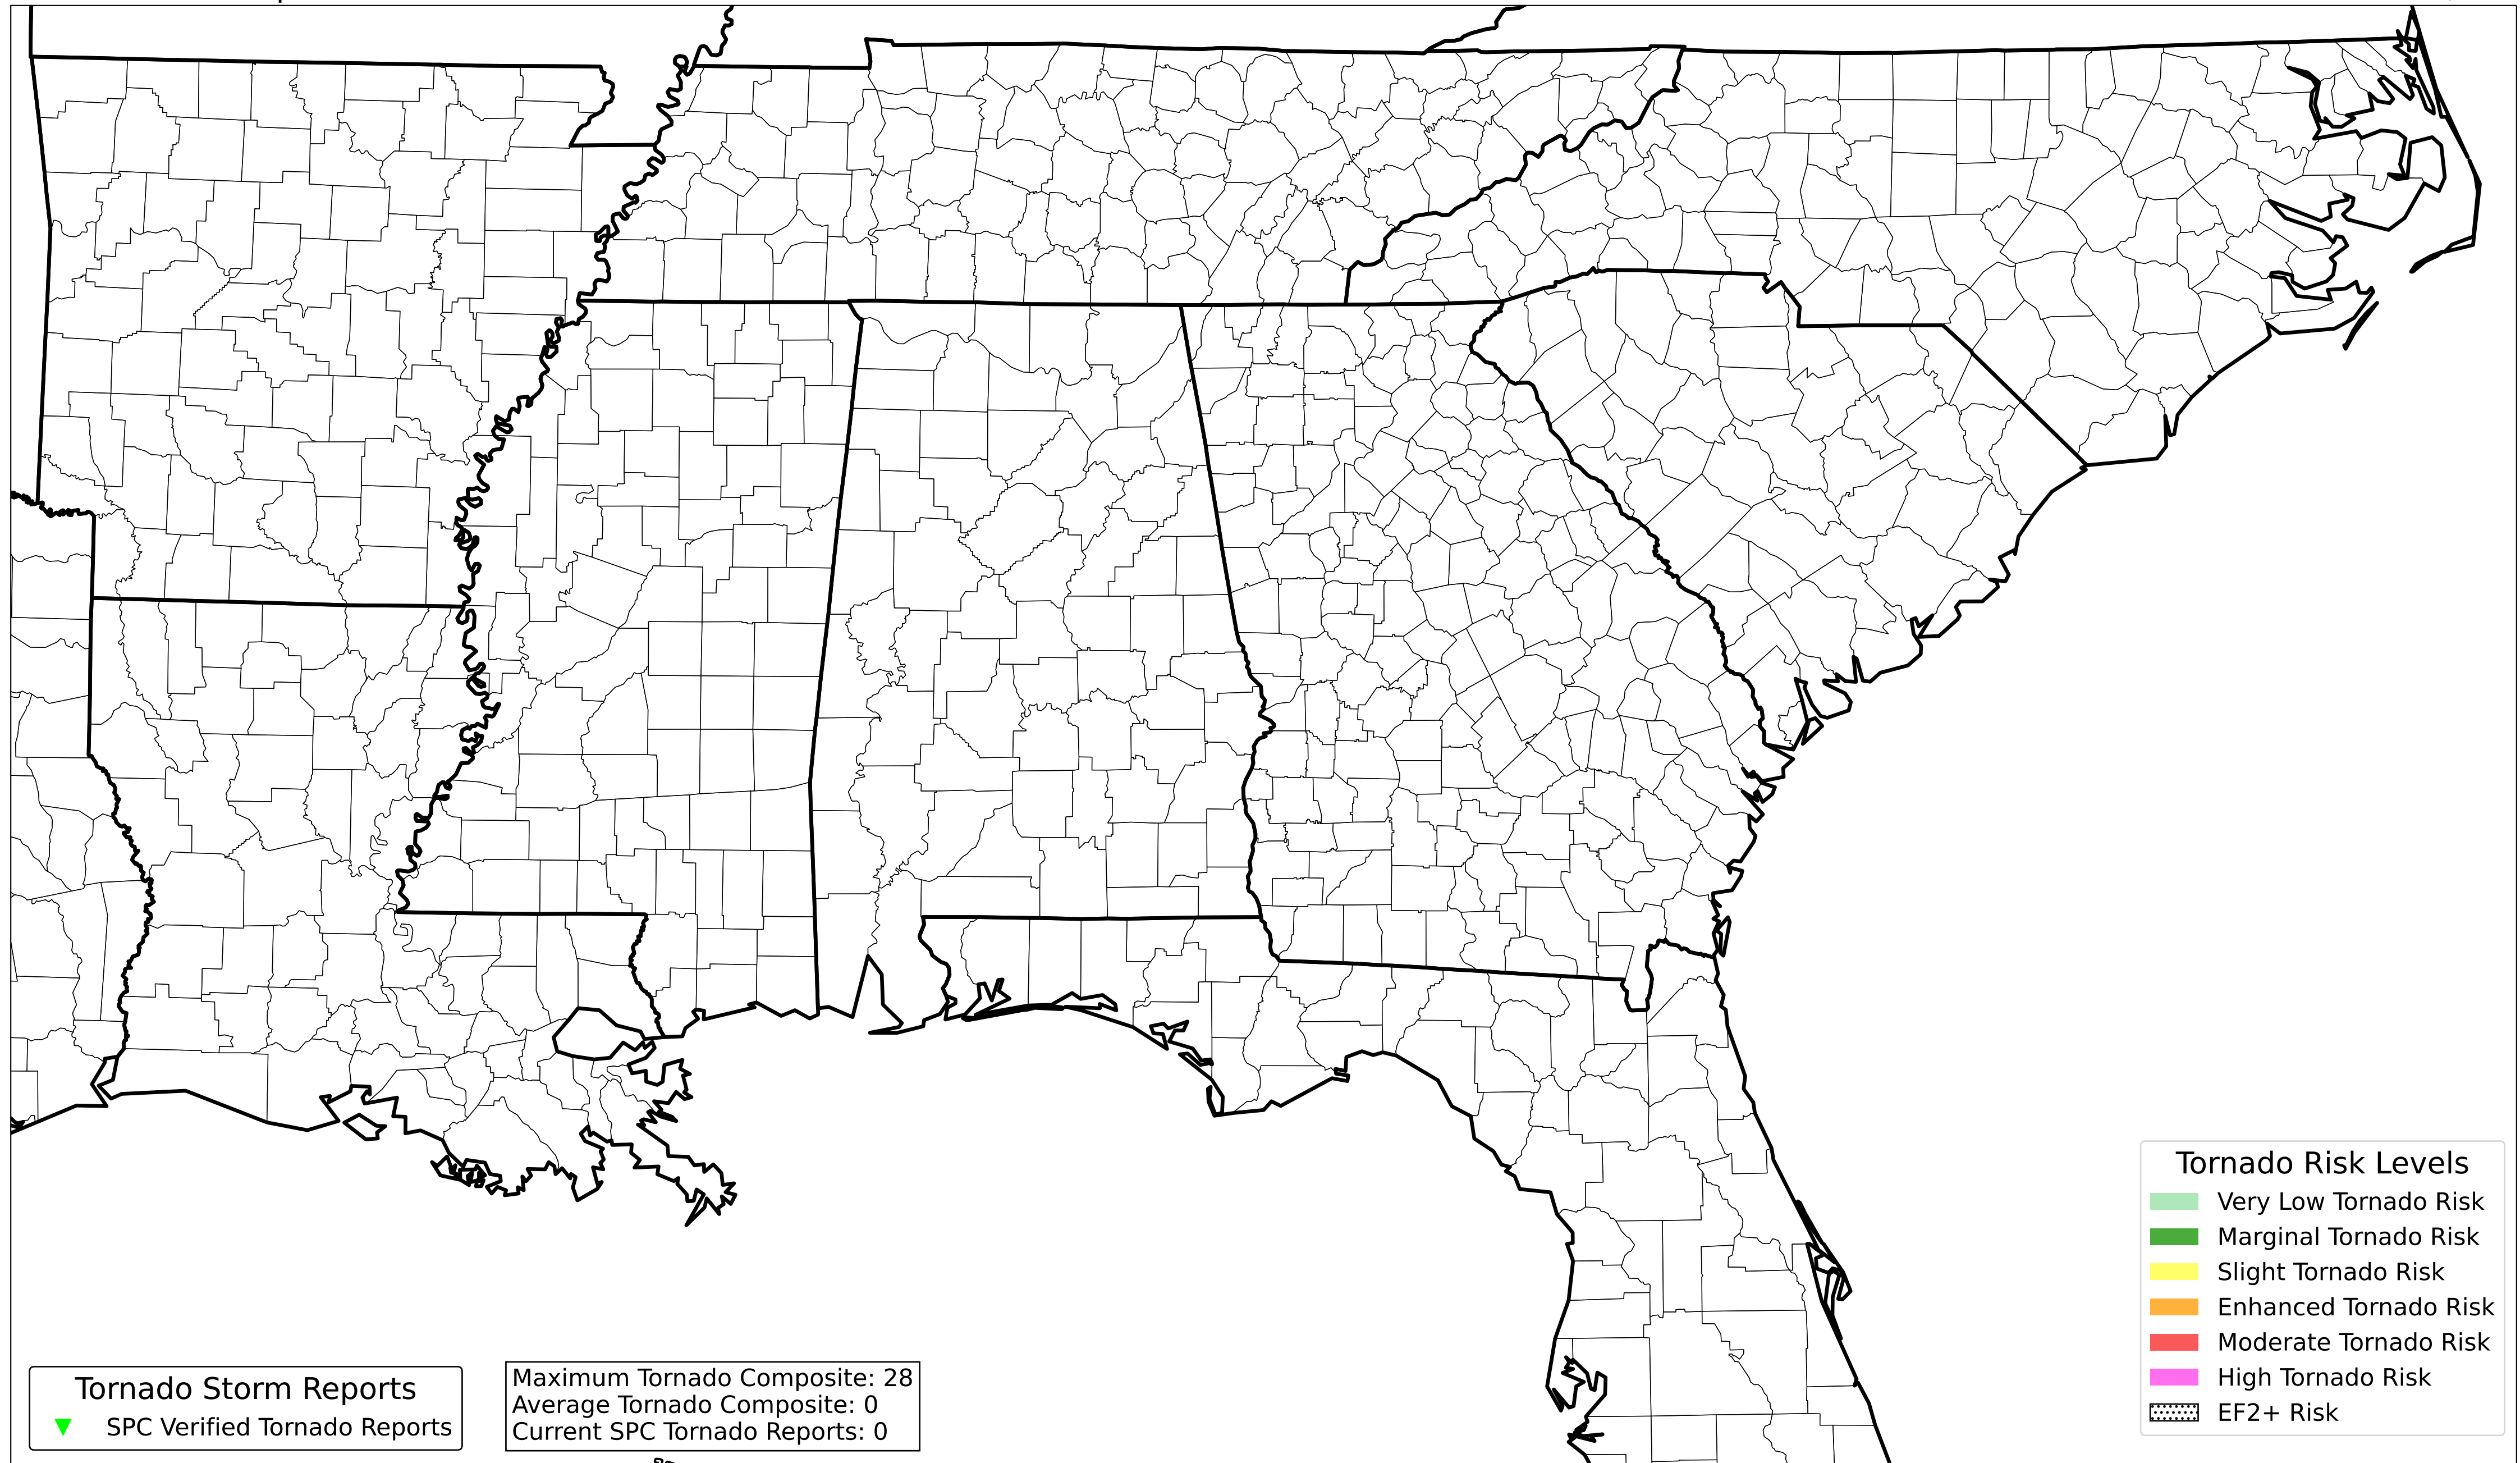 Tornado Risk Levels
Very Low Tornado Risk
Marginal Tornado Risk
Slight Tornado Risk
Enhanced Tornado Risk
Moderate Tornado Risk
High Tornado Risk
EF2+ Risk
Tornado Storm Reports
SPC Verified Tornado Reports
Maximum Tornado Composite: 28
Average Tornado Composite: 0
Current SPC Tornado Reports: 0